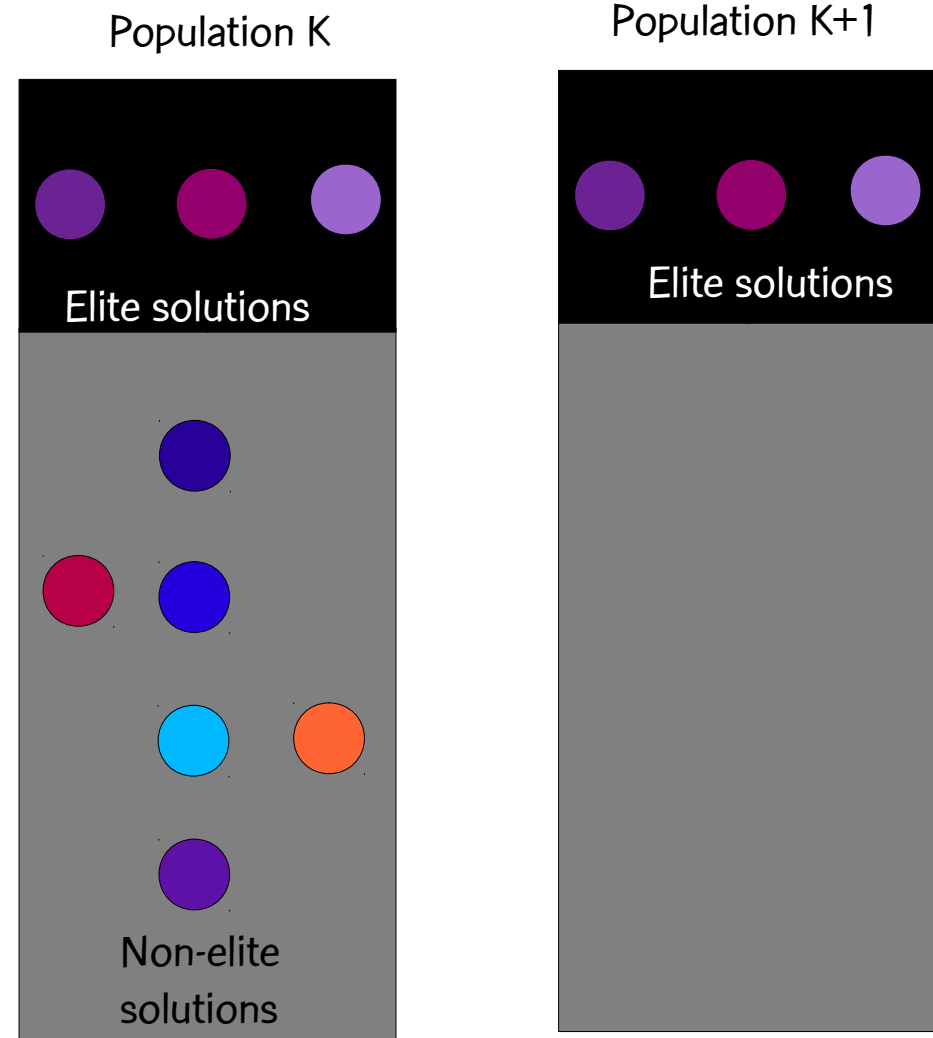 Population K
Population K+1
Elite solutions
Elite solutions
Non-elite
solutions